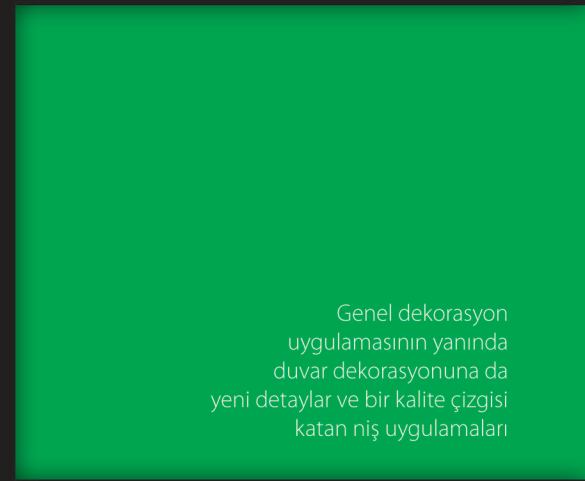 Genel dekorasyon
uygulamasının yanında
duvar dekorasyonuna da
yeni detaylar ve bir kalite çizgisi
katan niş uygulamaları